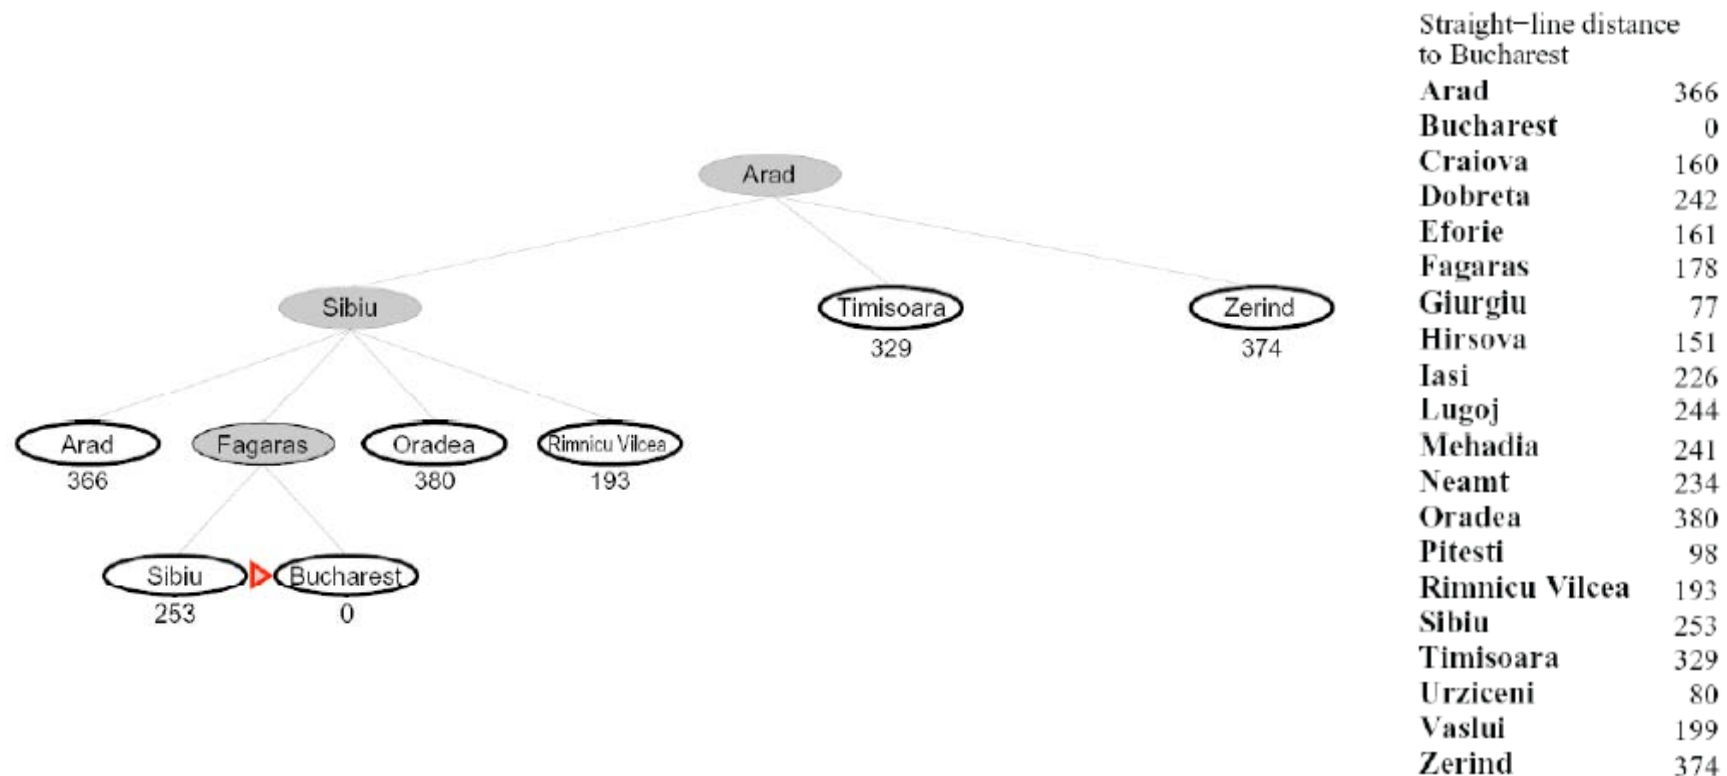 Arad
Sibiu
Timisoara
Zerind
329
374
Arad
Fagaras
Oradea
Rimnicu Vilcea
366
380
193
Sibiu
Bucharest
253
0
Straight-line distance
to Bucharest
Arad 366
Bucharest 0
Craiova 160
Dobreta 242
Eforie 161
Fagaras 178
Giurgiu 77
Hirsova 151
Iasi 226
Lugoj 244
Mehadia 241
Neamt 234
Oradea 380
Pitesti 98
Rimnicu Vilcea 193
Sibiu 253
Timisoara 329
Urziceni 80
Vaslui 199
Zerind 374